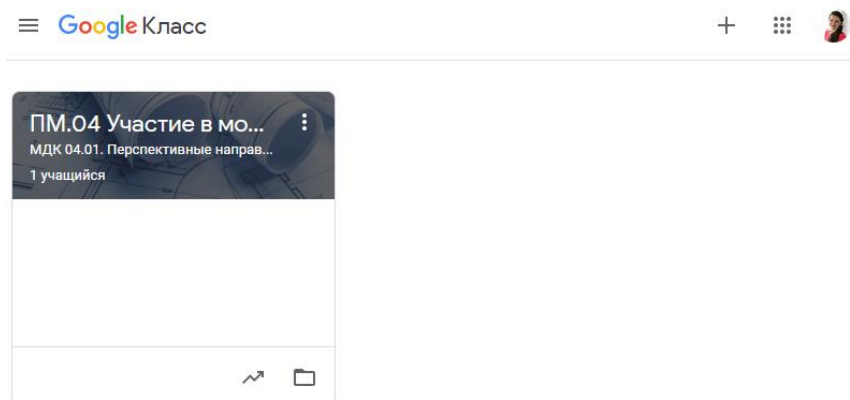 Google Класс
ПМ.04 Участие в мо...
МДК 04.01. Перспективные направ...
1 учащийся